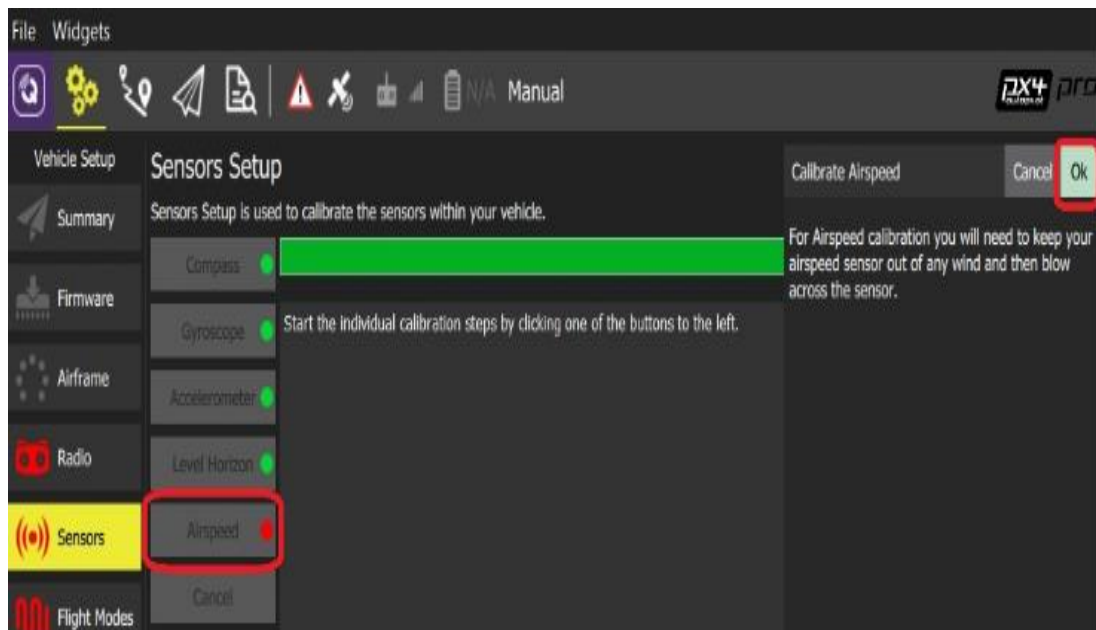 File Widgets
N/A Manual
px4 pro
autopilot
Vehicle Setup
Summary
Firmware
Airframe
Radio
Sensors
Flight Modes
Sensors Setup
Sensors Setup is used to calibrate the sensors within your vehicle.
Compass
Gyroscope
Accelerometer
Level Horizon
Airspeed
Cancel
Start the individual calibration steps by clicking one of the buttons to the left.
Calibrate Airspeed Cancel Ok
For Airspeed calibration you will need to keep your
airspeed sensor out of any wind and then blow
across the sensor.